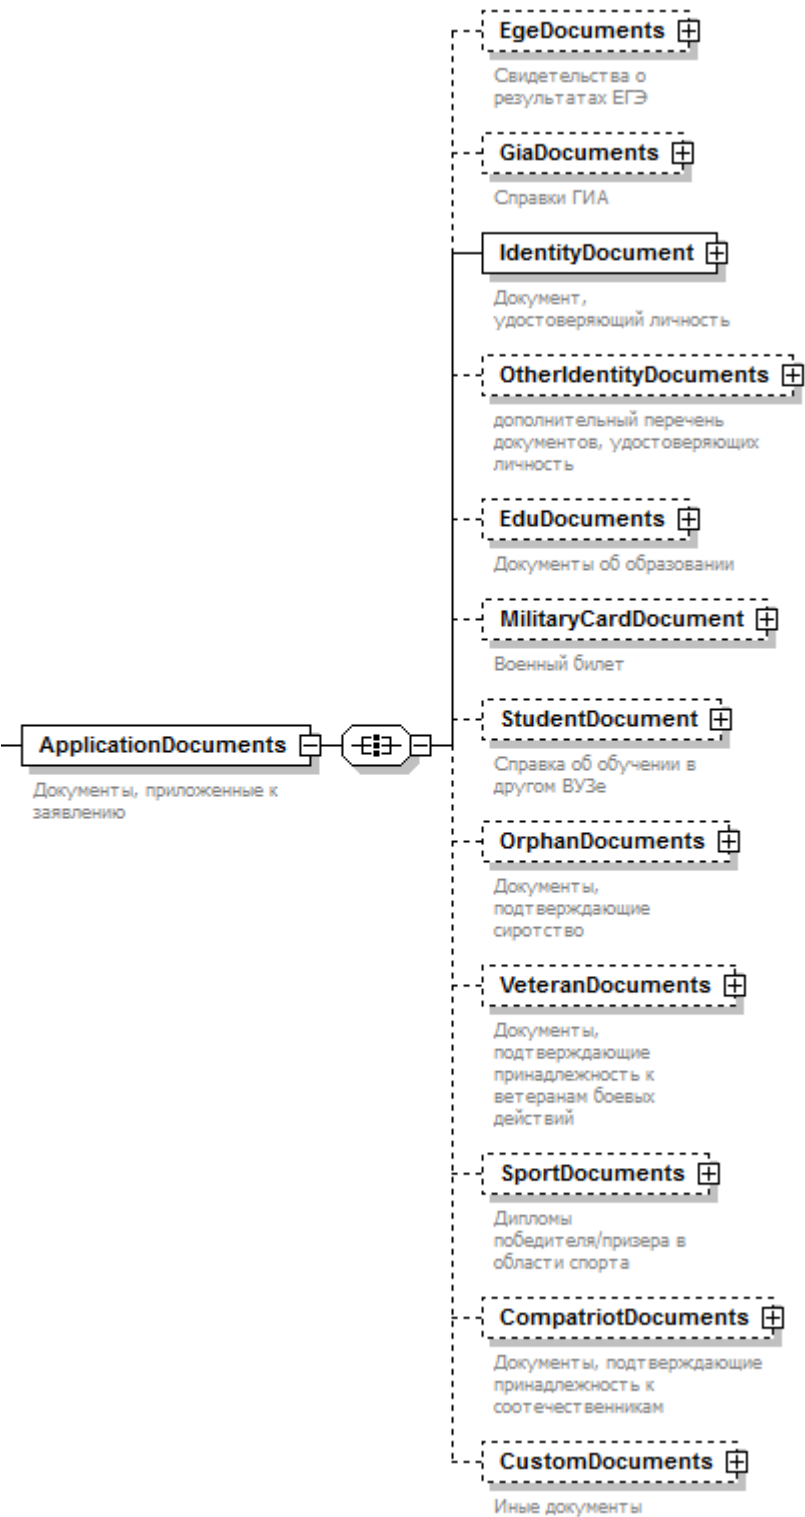 EgeDocuments
Свидетельства о
результатах ЕГЭ
GiaDocuments
Справки ГИА
IdentityDocument
Документ,
удостоверяющий личность
OtherIdentityDocuments
дополнительный перечень
документов, удостоверяющих
личность
EduDocuments
Документы об образовании
MilitaryCardDocument
Военный билет
StudentDocument
Справка об обучении в
другом ВУЗе
ApplicationDocuments
Документы, приложенные к
заявлению
OrphanDocuments
Документы,
подтверждающие
сиротство
VeteranDocuments
Документы,
подтверждающие
принадлежность к
ветеранам боевых
действий
SportDocuments
Дипломы
победителя/призера в
области спорта
CompatriotDocuments
Документы, подтверждающие
принадлежность к
соотечественникам
CustomDocuments
Иные документы